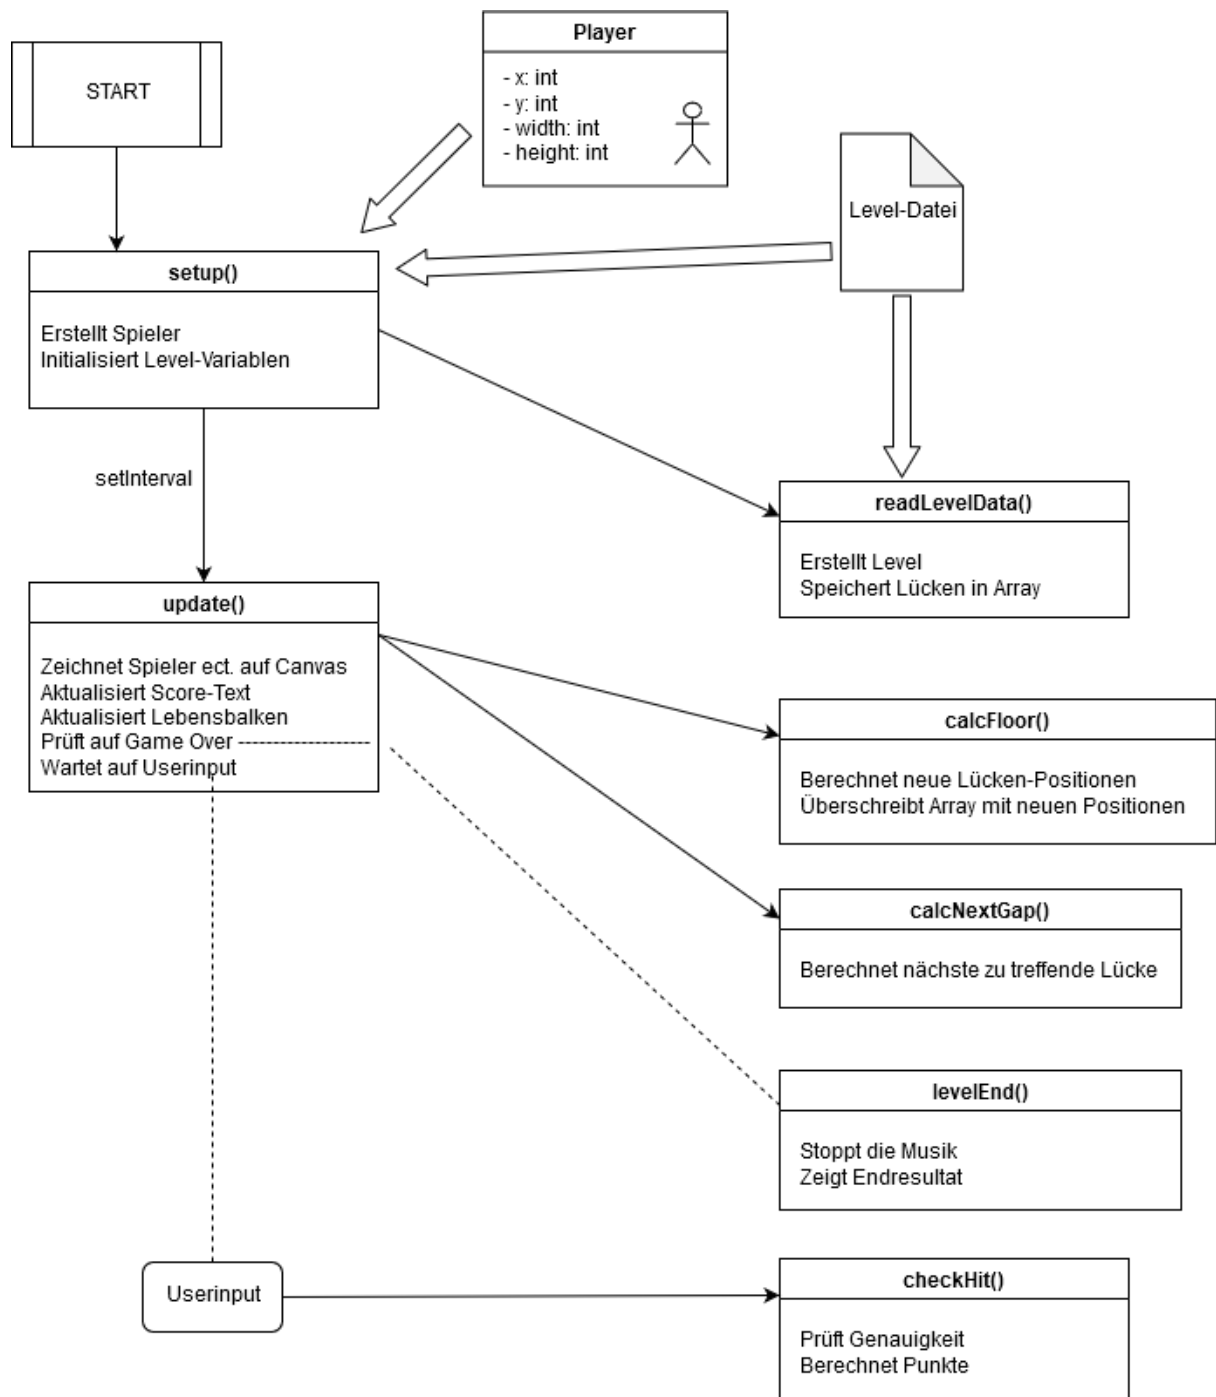 Player
- x: int
- y: int
- width: int
- height: int
START
Level-Datei
setup()
Erstellt Spieler
Initialisiert Level-Variablen
setInterval
readLevelData()
Erstellt Level
Speichert Lücken in Array
update()
Zeichnet Spieler ect. auf Canvas
Aktualisiert Score-Text
Aktualisiert Lebensbalken
Prüft auf Game Over
Wartet auf Userinput
calcFloor()
Berechnet neue Lücken-Positionen
Überschreibt Array mit neuen Positionen
calcNextGap()
Berechnet nächste zu treffende Lücke
levelEnd()
Stoppt die Musik
Zeigt Endresultat
Userinput
checkHit()
Prüft Genauigkeit
Berechnet Punkte